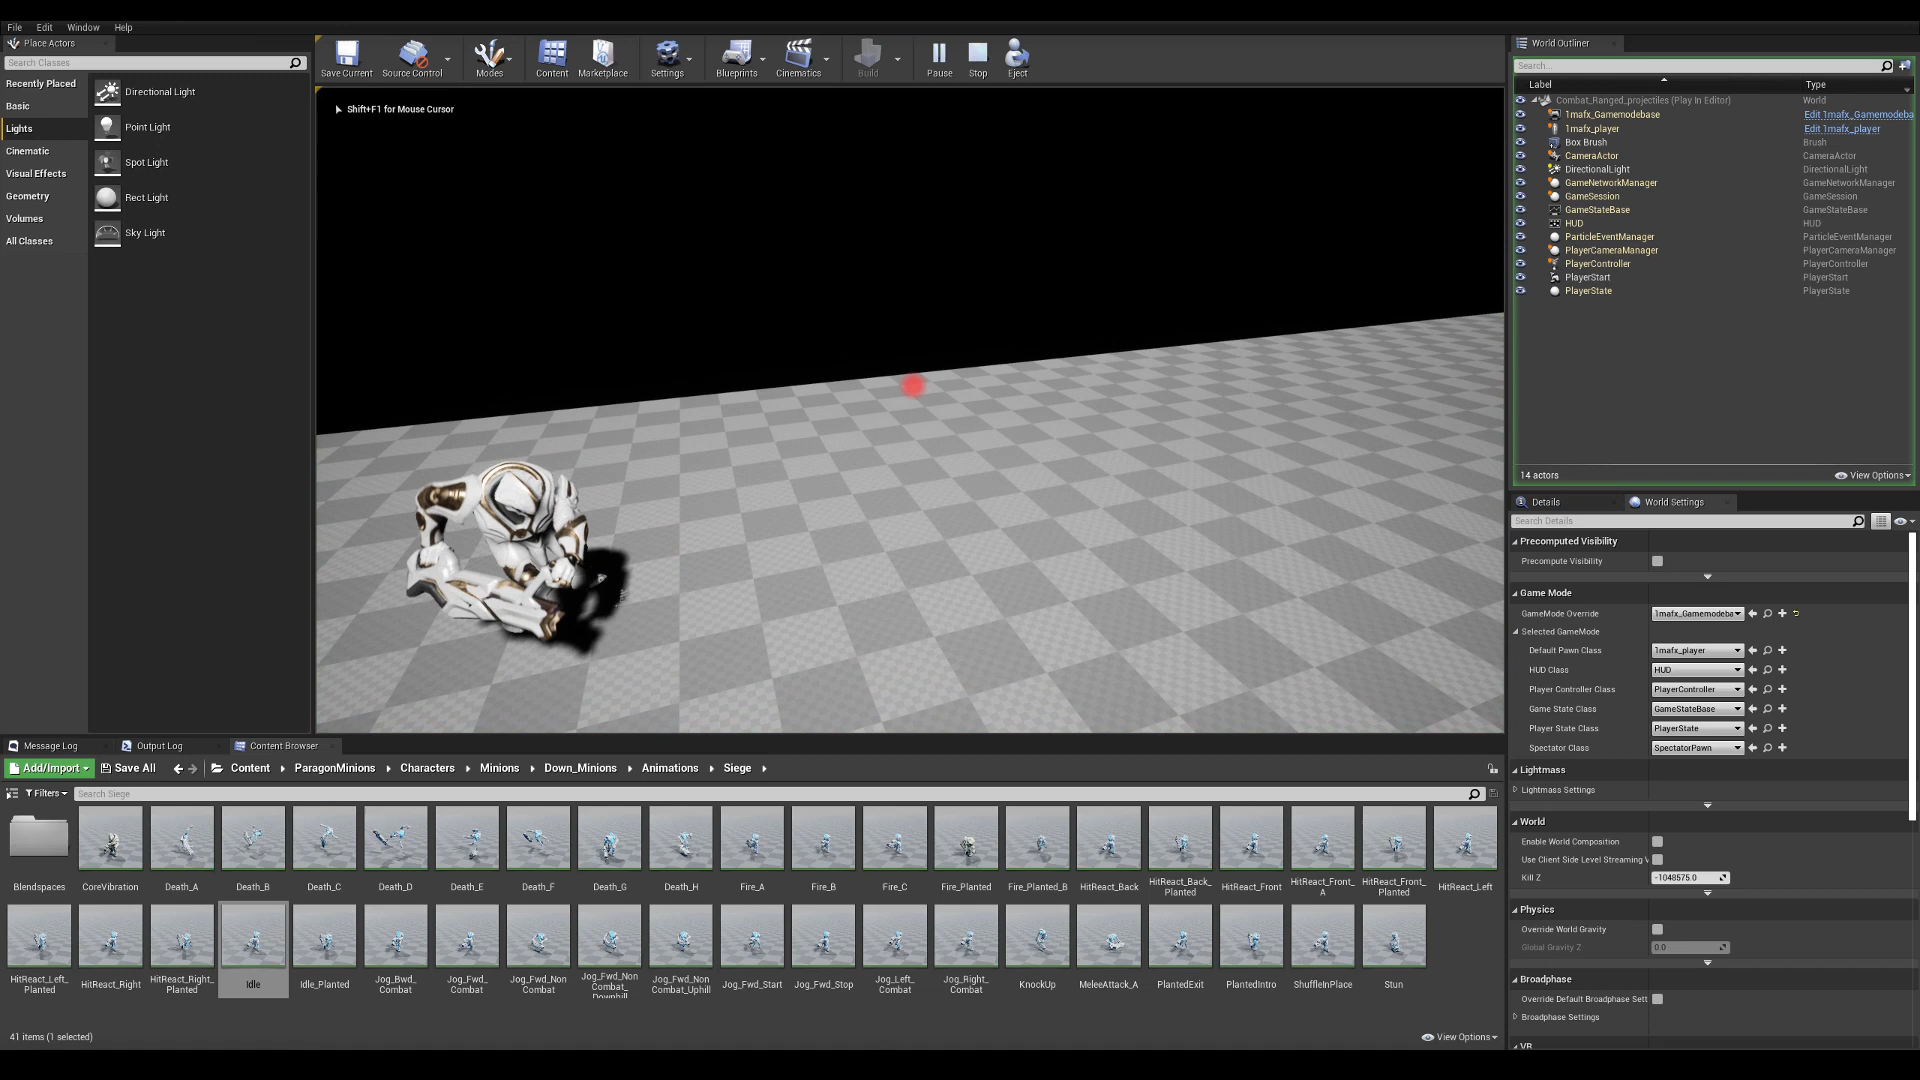 File Edit Window Help
Place Actors
Search Classes
Recently Placed
Basic
Lights
Cinematic
Visual Effects
Geometry
Volumes
All Classes
Directional Light
Point Light
Spot Light
Rect Light
Sky Light
Save Current Source Control Modes Content Marketplace Settings Blueprints Cinematics Build Pause Stop Eject
Shift+F1 for Mouse Cursor
World Outliner
Search...
Label Type
Combat_Ranged_projectiles (Play In Editor) World
1mafx_Gamemodebase Edit 1mafx_Gamemodeba
1mafx_player Edit 1mafx_player
Box Brush Brush
CameraActor CameraActor
DirectionalLight DirectionalLight
GameNetworkManager GameNetworkManager
GameSession GameSession
GameStateBase GameStateBase
HUD HUD
ParticleEventManager ParticleEventManager
PlayerCameraManager PlayerCameraManager
PlayerController PlayerController
PlayerStart PlayerStart
PlayerState PlayerState
14 actors View Options
Details World Settings
Search Details
Precomputed Visibility
Precompute Visibility
Game Mode
GameMode Override 1mafx_Gamemodeba
Selected GameMode
Default Pawn Class 1mafx_player
HUD Class HUD
Player Controller Class PlayerController
Game State Class GameStateBase
Player State Class PlayerState
Spectator Class SpectatorPawn
Lightmass
Lightmass Settings
World
Enable World Composition
Use Client Side Level Streaming V
Kill Z -1048575.0
Physics
Override World Gravity
Global Gravity Z 0.0
Broadphase
Override Default Broadphase Sett
Broadphase Settings
VR
Message Log Output Log Content Browser
Add/Import Save All Content ParagonMinions Characters Minions Down_Minions Animations Siege
Filters Search Siege
Blendspaces CoreVibration Death_A Death_B Death_C Death_D Death_E Death_F Death_G Death_H Fire_A Fire_B Fire_C Fire_Planted Fire_Planted_B HitReact_Back HitReact_Back_ HitReact_Front HitReact_Front_ HitReact_Front_ HitReact_Left
Planted A Planted
HitReact_Left_ HitReact_Right HitReact_Right_ Idle Idle_Planted Jog_Bwd_ Jog_Fwd_ Jog_Fwd_Non Jog_Fwd_Non Jog_Fwd_Non Jog_Fwd_Start Jog_Fwd_Stop Jog_Left_ Jog_Right_ KnockUp MeleeAttack_A PlantedExit PlantedIntro ShuffleInPlace Stun
Planted Planted Combat Combat Combat Combat_ Combat_Uphill Combat Combat
Downhill
41 items (1 selected) View Options